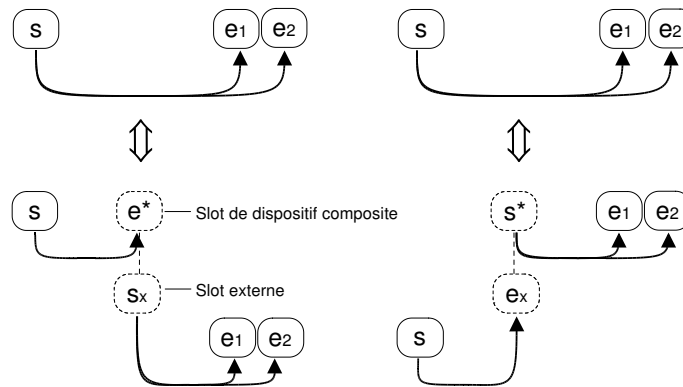 s e1 e2 s e1 e2
s e* Slot de dispositif composite s* e1 e2
sx Slot externe ex
e1 e2 s